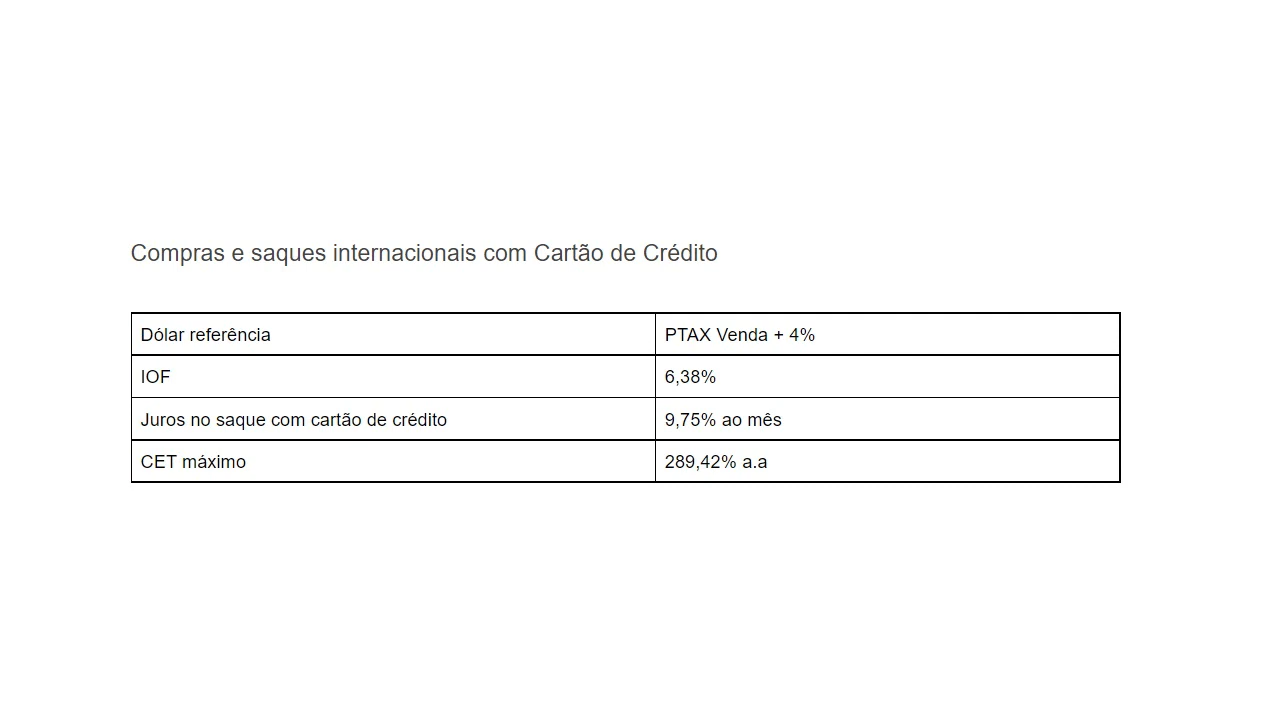 Compras e saques internacionais com Cartão de Crédito
Dólar referência PTAX Venda + 4%
IOF 6,38%
Juros no saque com cartão de crédito 9,75% ao mês
CET máximo 289,42% a.a